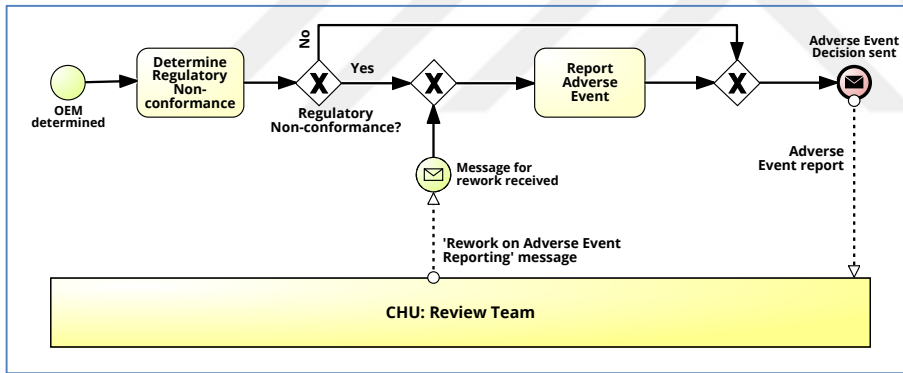 No
Adverse Event
Decision sent
Determine
Regulatory
Non-
conformance
Yes
Report
Adverse
Event
OEM
determined
Regulatory
Non-conformance?
Adverse
Event report
Message for
rework received
'Rework on Adverse Event
Reporting' message
CHU: Review Team